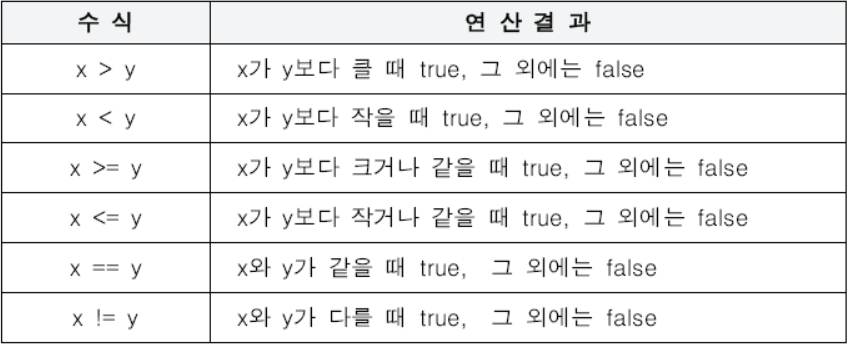 수 식 연 산 결 과
x > y x가 y보다 클 때 true, 그 외에는 false
x < y x가 y보다 작을 때 true, 그 외에는 false
x >= y x가 y보다 크거나 같을 때 true, 그 외에는 false
x <= y x가 y보다 작거나 같을 때 true, 그 외에는 false
x == y x와 y가 같을 때 true, 그 외에는 false
x != y x와 y가 다를 때 true, 그 외에는 false